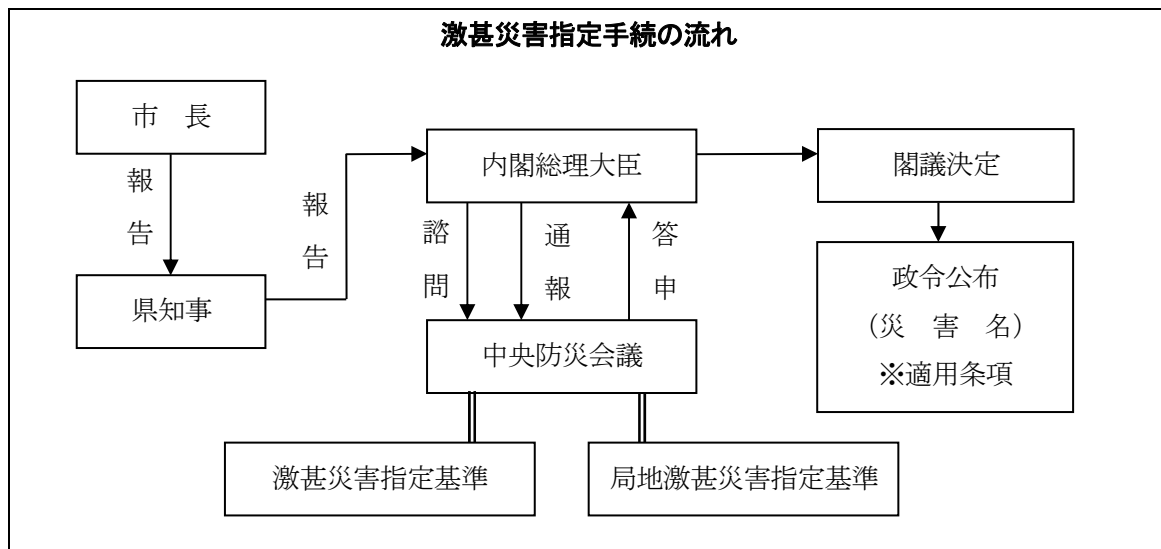 激甚災害指定手続の流れ
市　長
報告
県知事
報告
内閣総理大臣
諮問
通報
答申
中央防災会議
激甚災害指定基準
局地激甚災害指定基準
閣議決定
政令公布
（災　害　名）
※適用条項